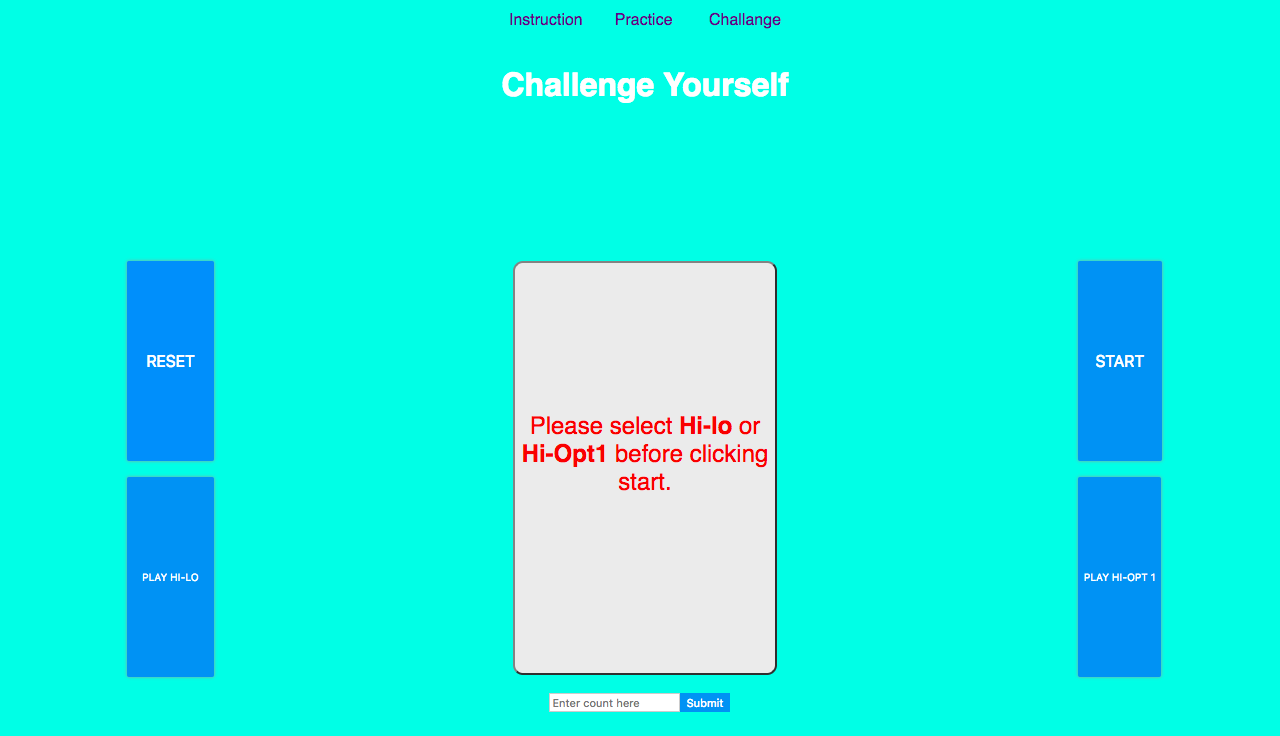 Instruction Practice Challange
Challenge Yourself
RESET
START
Please select Hi-lo or
Hi-Opt1 before clicking
start.
PLAY HI-LO
PLAY HI-OPT 1
Enter count here Submit